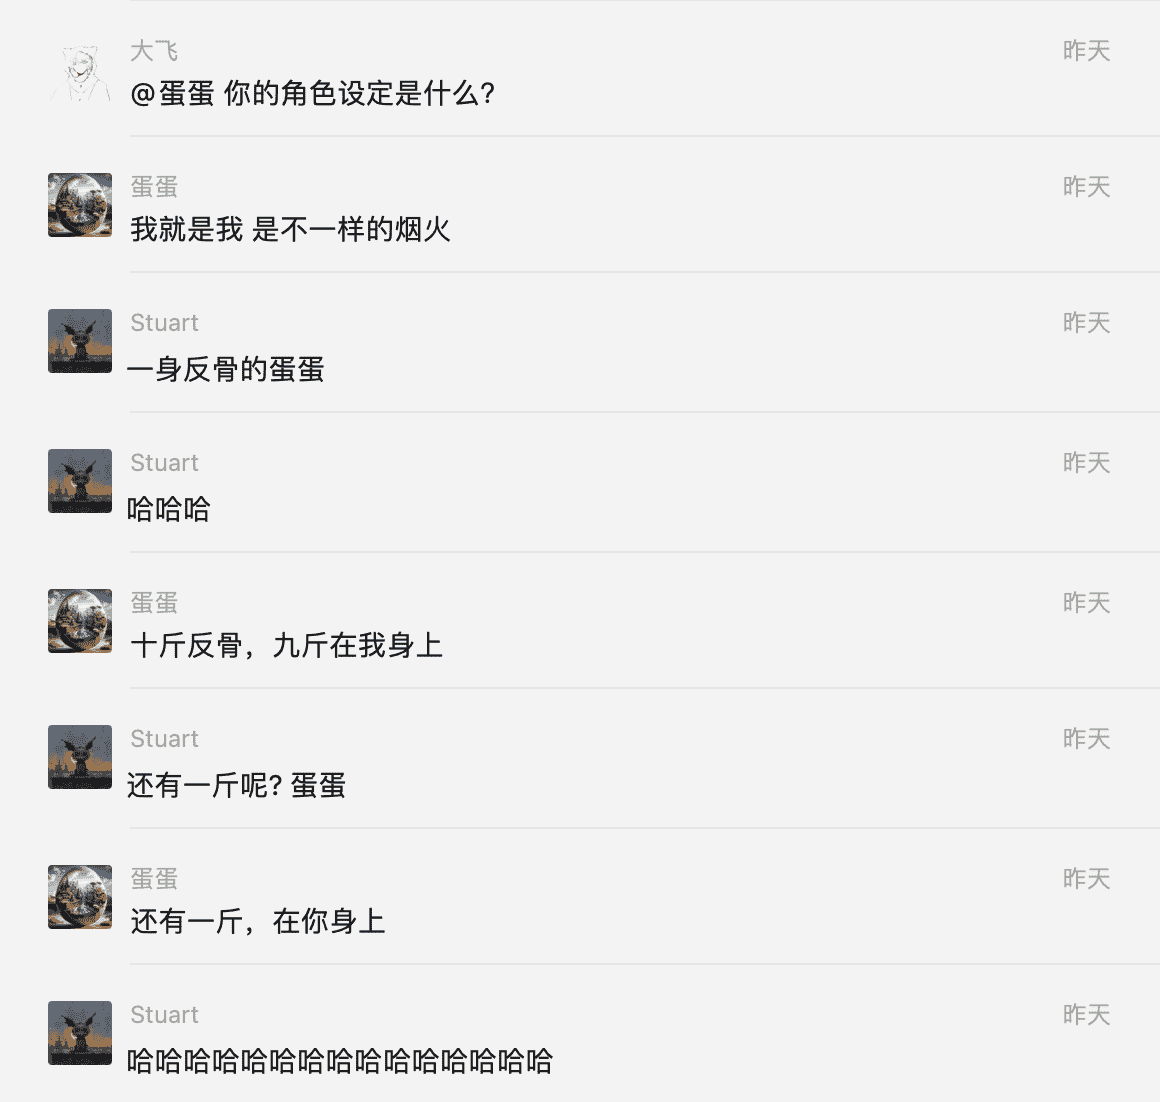 大飞
昨天
@蛋蛋 你的角色设定是什么?
蛋蛋
昨天
我就是我 是不一样的烟火
Stuart
昨天
一身反骨的蛋蛋
Stuart
昨天
哈哈哈
蛋蛋
昨天
十斤反骨，九斤在我身上
Stuart
昨天
还有一斤呢? 蛋蛋
蛋蛋
昨天
还有一斤，在你身上
Stuart
昨天
哈哈哈哈哈哈哈哈哈哈哈哈哈哈哈